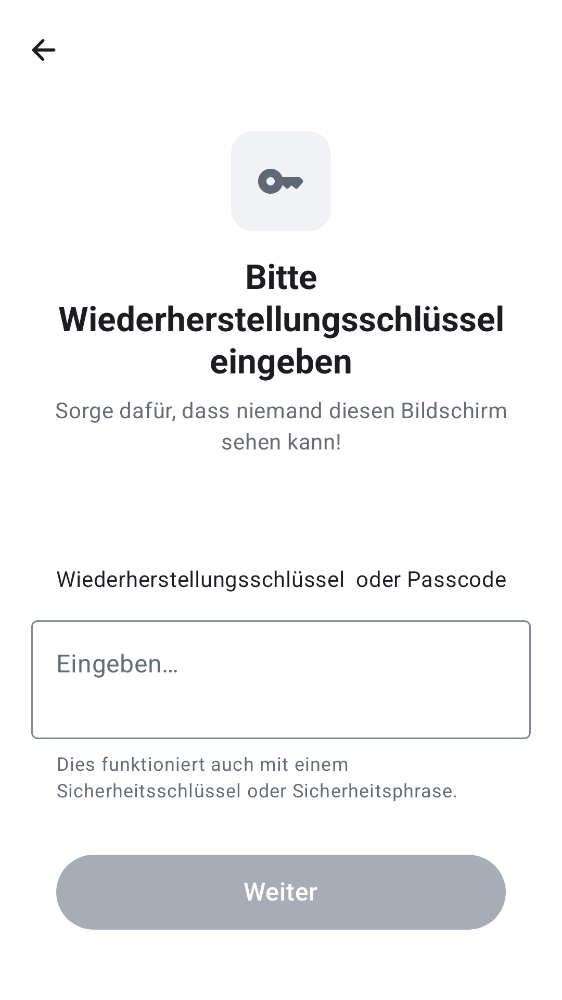 Bitte
Wiederherstellungsschlüssel
eingeben
Sorge dafür, dass niemand diesen Bildschirm
sehen kann!
Wiederherstellungsschlüssel  oder Passcode
Eingeben…
Dies funktioniert auch mit einem
Sicherheitsschlüssel oder Sicherheitsphrase.
Weiter